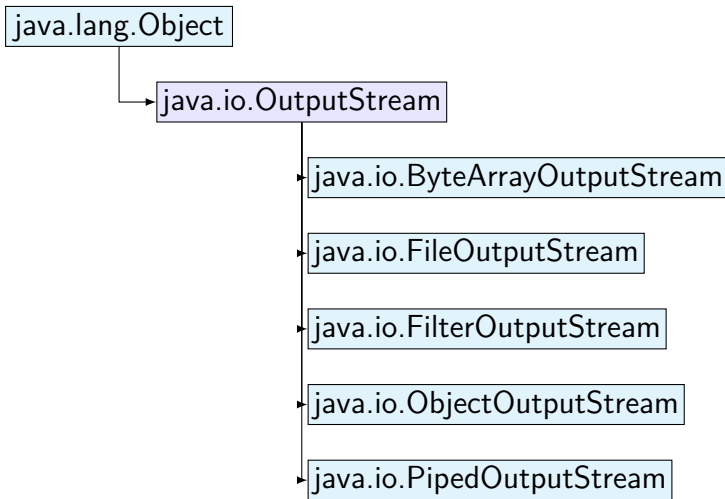 java.lang.Object
java.io.OutputStream
java.io.ByteArrayOutputStream
java.io.FileOutputStream
java.io.FilterOutputStream
java.io.ObjectOutputStream
java.io.PipedOutputStream